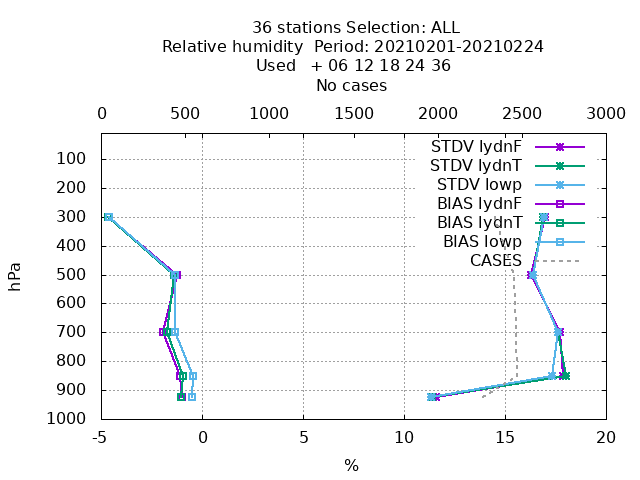 36 stations Selection: ALL
Relative humidity  Period: 20210201-20210224
Used   + 06 12 18 24 36
No cases
0 500 1000 1500 2000 2500 3000
STDV lydnF
STDV lydnT
STDV lowp
BIAS lydnF
BIAS lydnT
BIAS lowp
CASES
100
200
300
400
500
600
700
800
900
1000
hPa
-5 0 5 10 15 20
%